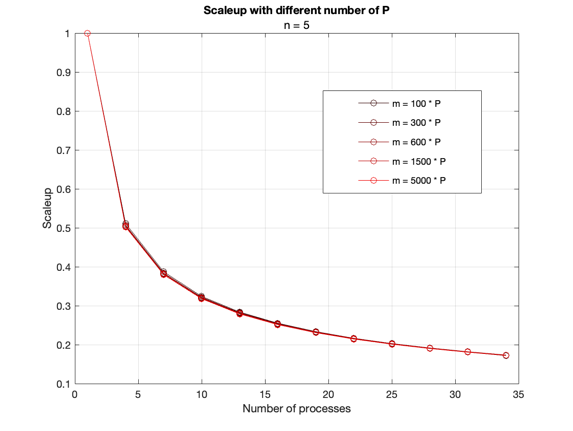 Scaleup with different number of P
n = 5
1
0.9
0.8
0.7
0.6
0.5
0.4
0.3
0.2
0.1
Scaleup
m = 100 * P
m = 300 * P
m = 600 * P
m = 1500 * P
m = 5000 * P
0 5 10 15 20 25 30 35
Number of processes